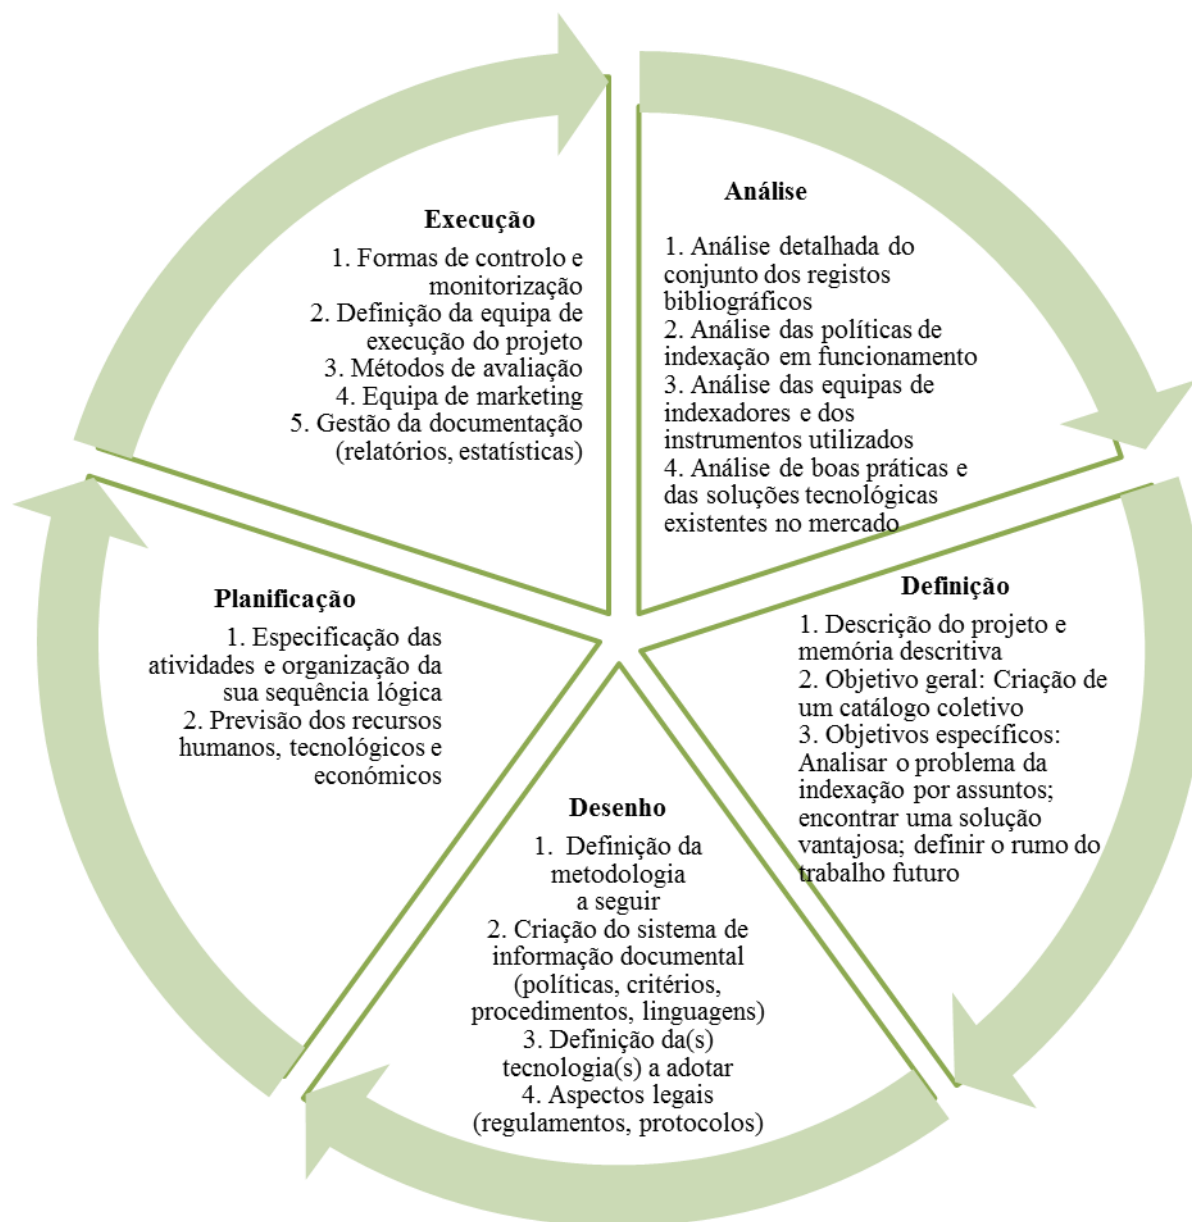 Análise
1. Análise detalhada do
conjunto dos registos
bibliográficos
2. Análise das políticas de
indexação em funcionamento
3. Análise das equipas de
indexadores e dos
instrumentos utilizados
4. Análise de boas práticas e
das soluções tecnológicas
existentes no mercado
Definição
1. Descrição do projeto e
memória descritiva
2. Objetivo geral: Criação de
um catálogo coletivo
3. Objetivos específicos:
Analisar o problema da
indexação por assuntos;
encontrar uma solução
vantajosa; definir o rumo do
trabalho futuro
Desenho
1. Definição da
metodologia
a seguir
2. Criação do sistema de
informação documental
(políticas, critérios,
procedimentos, linguagens)
3. Definição da(s)
tecnologia(s) a adotar
4. Aspectos legais
(regulamentos, protocolos)
Planificação
1. Especificação das
atividades e organização da
sua sequência lógica
2. Previsão dos recursos
humanos, tecnológicos e
económicos
Execução
1. Formas de controlo e
monitorização
2. Definição da equipa de
execução do projeto
3. Métodos de avaliação
4. Equipa de marketing
5. Gestão da documentação
(relatórios, estatísticas)